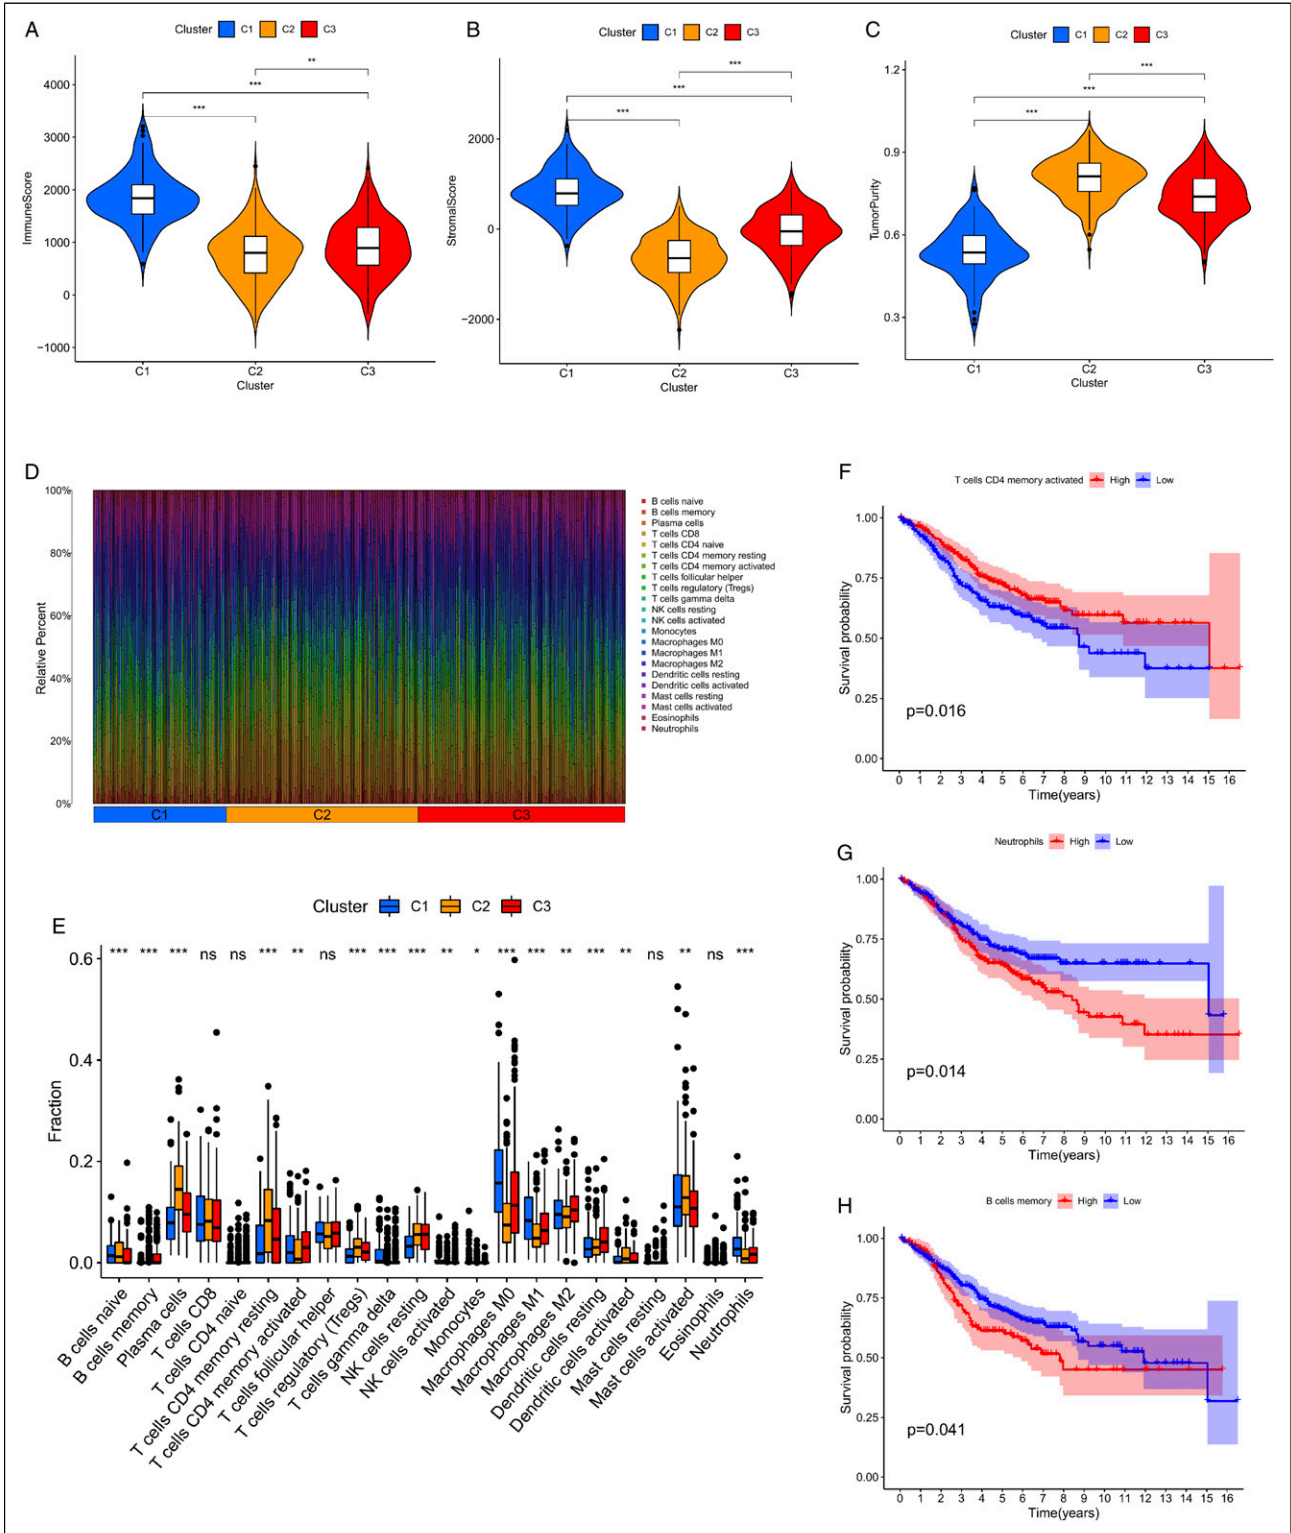 A
Cluster C1 C2 C3
ImmuneScore
4000
3000
2000
1000
0
−1000
***
***
**
C1 C2 C3
Cluster
B
Cluster C1 C2 C3
StromalScore
2000
0
−2000
***
***
***
C1 C2 C3
Cluster
C
Cluster C1 C2 C3
TumorPurity
1.2
0.9
0.6
0.3
***
***
***
C1 C2 C3
Cluster
D
Relative Percent
100%
80%
60%
40%
20%
0%
C1 C2 C3
B cells naive
B cells memory
Plasma cells
T cells CD8
T cells CD4 naive
T cells CD4 memory resting
T cells CD4 memory activated
T cells follicular helper
T cells regulatory (Tregs)
T cells gamma delta
NK cells resting
NK cells activated
Monocytes
Macrophages M0
Macrophages M1
Macrophages M2
Dendritic cells resting
Dendritic cells activated
Mast cells resting
Mast cells activated
Eosinophils
Neutrophils
E
Cluster C1 C2 C3
Fraction
0.6
0.4
0.2
0.0
*** *** *** ns ns *** ** ns *** *** *** ** * *** *** ** *** ** ns ** ns ***
B cells naive
B cells memory
Plasma cells
T cells CD8
T cells CD4 naive
T cells CD4 memory resting
T cells CD4 memory activated
T cells follicular helper
T cells regulatory (Tregs)
T cells gamma delta
NK cells resting
NK cells activated
Monocytes
Macrophages M0
Macrophages M1
Macrophages M2
Dendritic cells resting
Dendritic cells activated
Mast cells resting
Mast cells activated
Eosinophils
Neutrophils
F
T cells CD4 memory activated High Low
Survival probability
1.00
0.75
0.50
0.25
0.00
p=0.016
0 1 2 3 4 5 6 7 8 9 10 11 12 13 14 15 16
Time(years)
G
Neutrophils High Low
Survival probability
1.00
0.75
0.50
0.25
0.00
p=0.014
0 1 2 3 4 5 6 7 8 9 10 11 12 13 14 15 16
Time(years)
H
B cells memory High Low
Survival probability
1.00
0.75
0.50
0.25
0.00
p=0.041
0 1 2 3 4 5 6 7 8 9 10 11 12 13 14 15 16
Time(years)